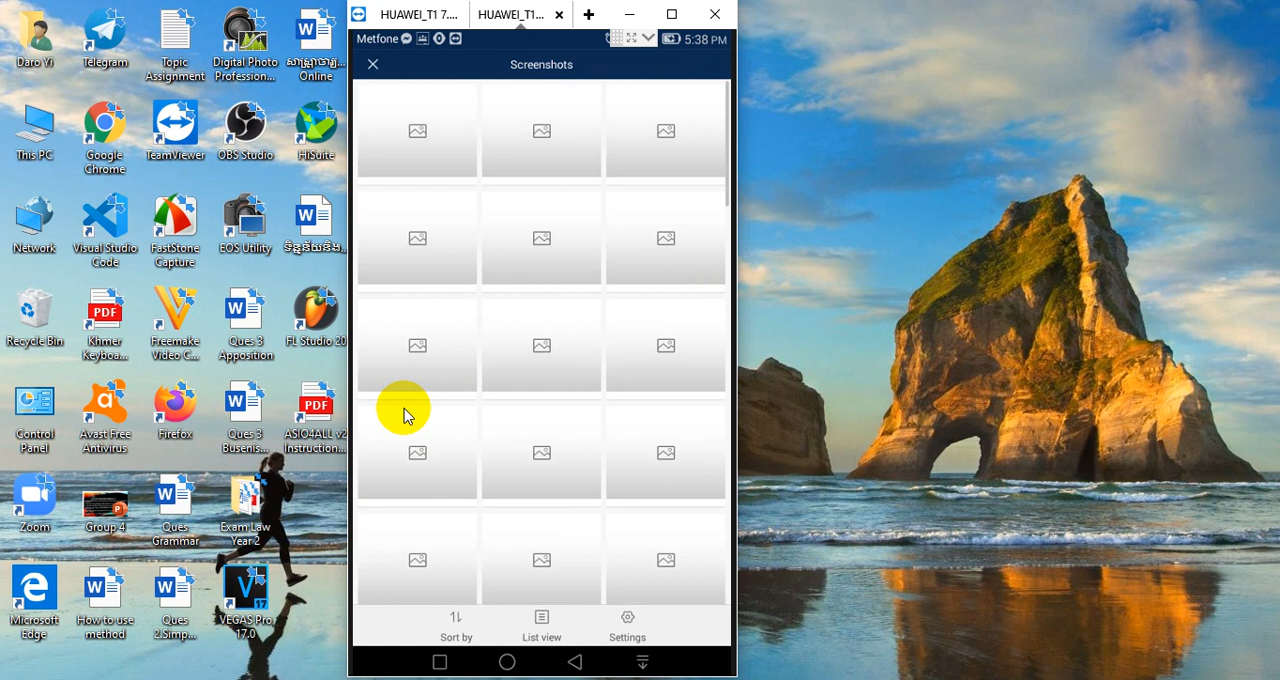 Daro Yi
Telegram
Topic
Assignment
Digital Photo
Profession...
Online
This PC
Google
Chrome
TeamViewer
OBS Studio
HiSuite
Network
Visual Studio
Code
FastStone
Capture
EOS Utility
Recycle Bin
PDF
Khmer
Keyboa...
Freemake
Video C...
Ques 3
Apposition
FL Studio 20
Control
Panel
Avast Free
Antivirus
Firefox
Ques 3
Busenis...
PDF
ASIO4ALL v2
Instruction...
Zoom
Group 4
Ques
Grammar
Exam Law
Year 2
Microsoft
Edge
How to use
method
Ques
2.Simp...
17
VEGAS Pro
17.0
HUAWEI_T1 7....
HUAWEI_T1...
Metfone
5:38 PM
Screenshots
Sort by
List view
Settings